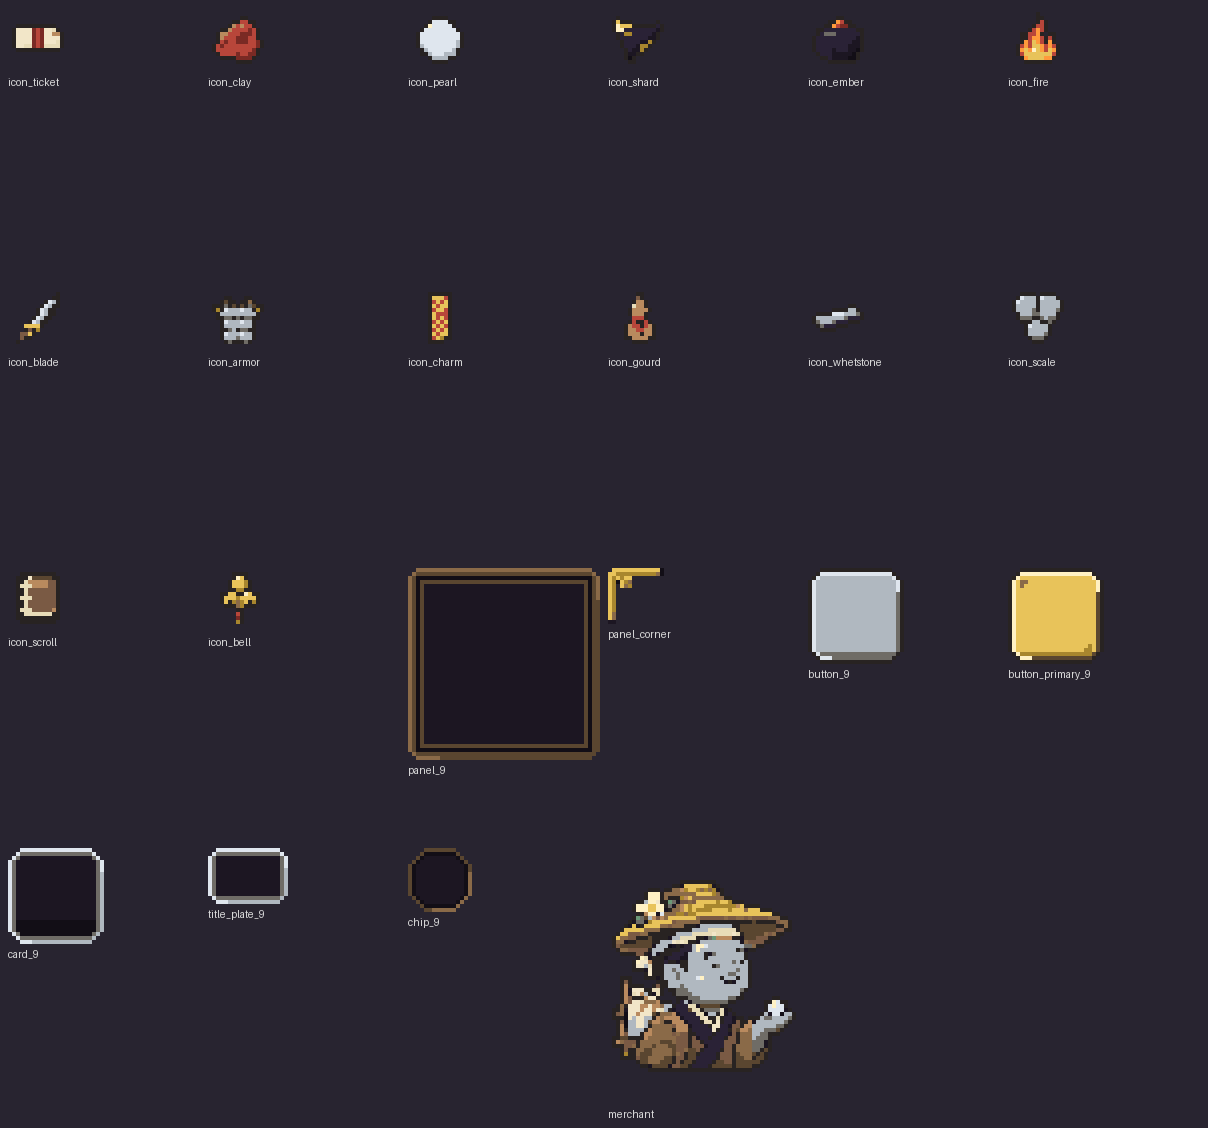 icon_ticket
icon_clay
icon_pearl
icon_shard
icon_ember
icon_fire
icon_blade
icon_armor
icon_charm
icon_gourd
icon_whetstone
icon_scale
icon_scroll
icon_bell
panel_9
panel_corner
button_9
button_primary_9
card_9
title_plate_9
chip_9
merchant